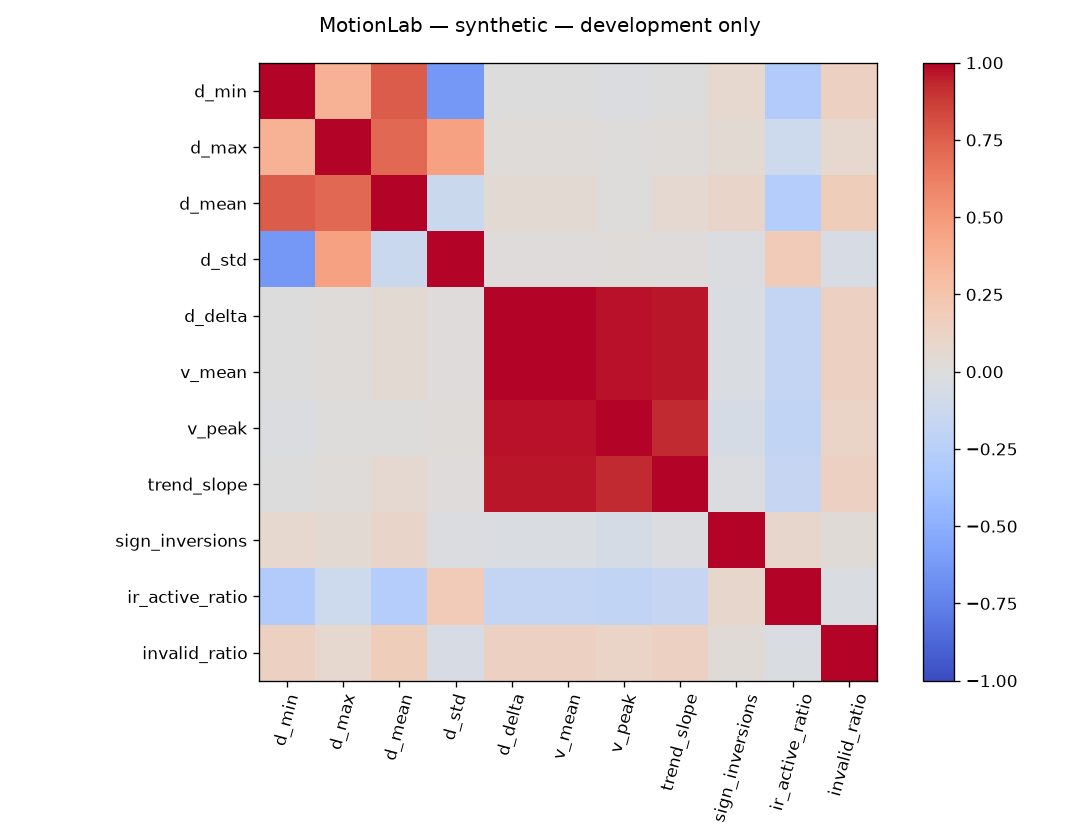 MotionLab — synthetic — development only
d_min
d_max
d_mean
d_std
d_delta
v_mean
v_peak
trend_slope
sign_inversions
ir_active_ratio
invalid_ratio
d_min
d_max
d_mean
d_std
d_delta
v_mean
v_peak
trend_slope
sign_inversions
ir_active_ratio
invalid_ratio
1.00
0.75
0.50
0.25
0.00
−0.25
−0.50
−0.75
−1.00